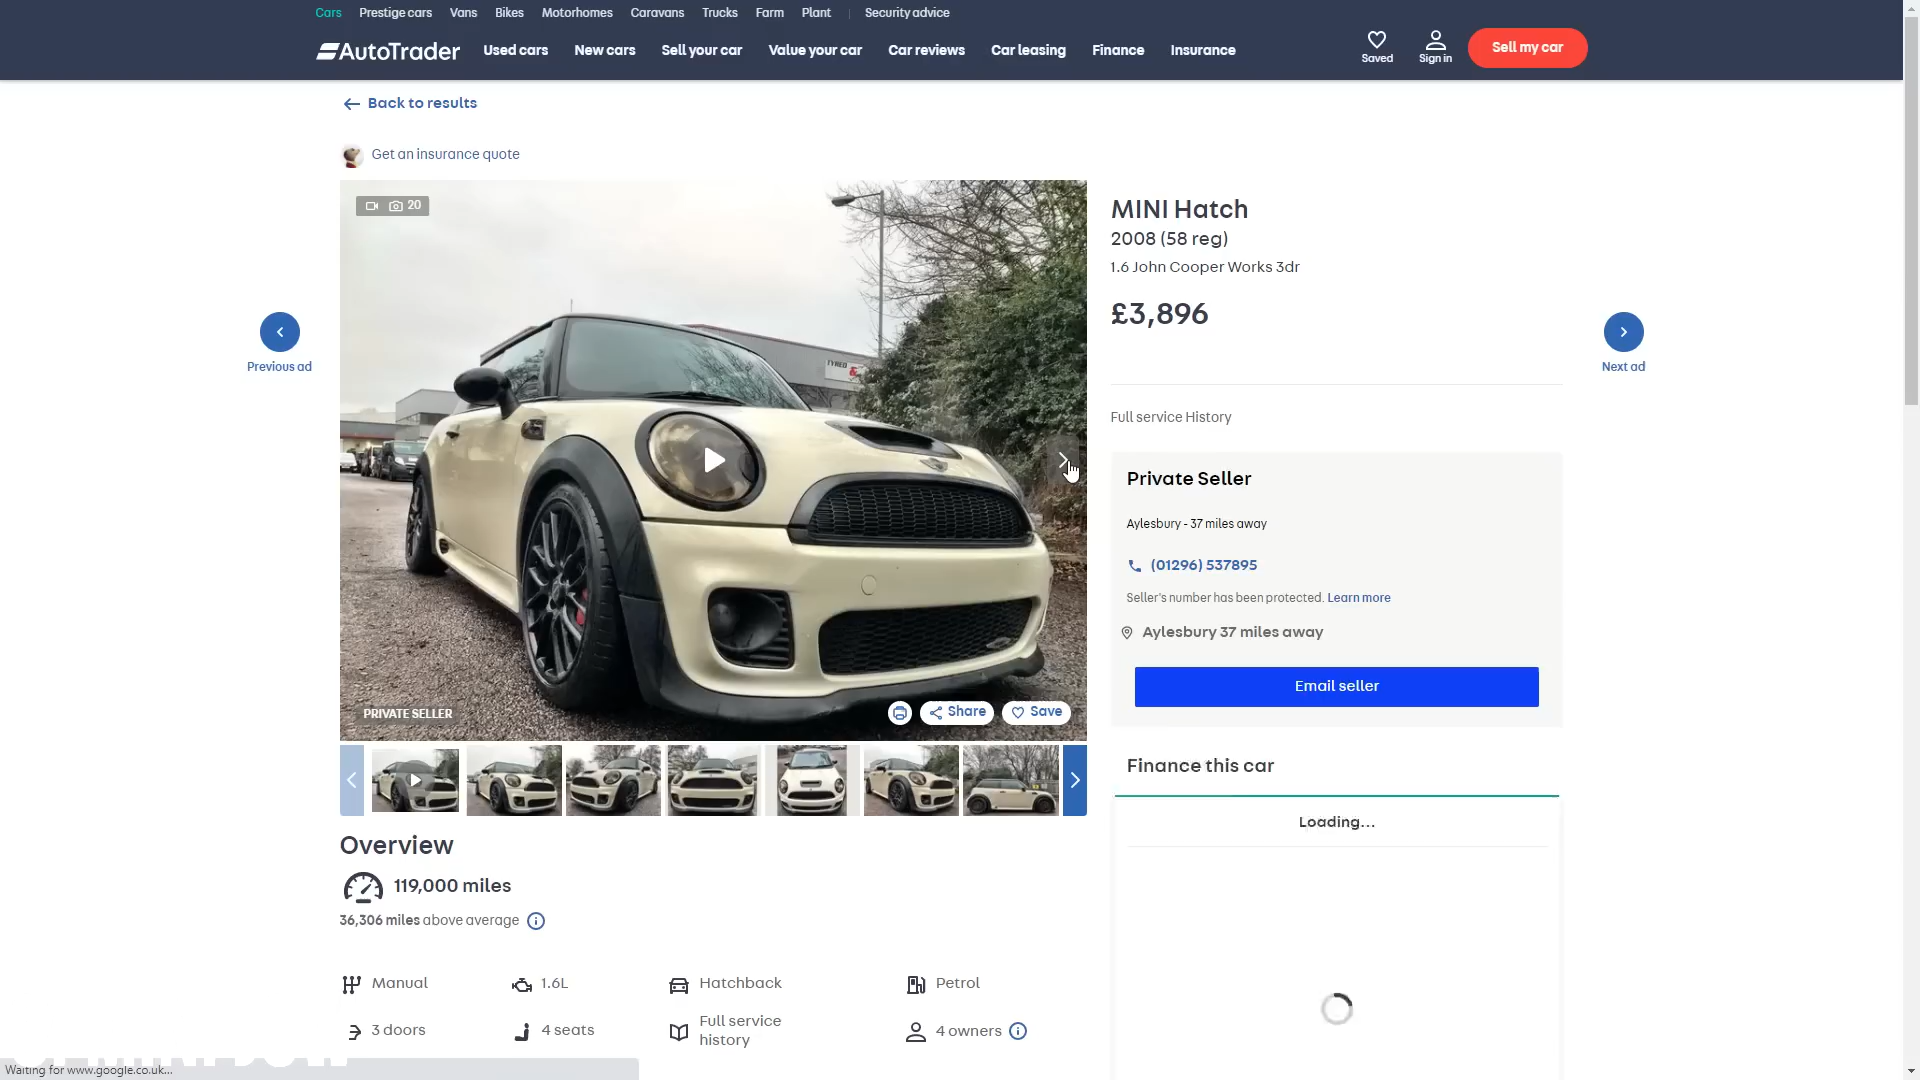 Cars Prestige cars Vans Bikes Motorhomes Caravans Trucks Farm Plant | Security advice
AutoTrader Used cars New cars Sell your car Value your car Car reviews Car leasing Finance Insurance
Saved Sign in Sell my car
Back to results
Get an insurance quote
20
PRIVATE SELLER
Share Save
Previous ad
Next ad
MINI Hatch
2008 (58 reg)
1.6 John Cooper Works 3dr
£3,896
Full service History
Private Seller
Aylesbury - 37 miles away
(01296) 537895
Seller's number has been protected. Learn more
Aylesbury 37 miles away
Email seller
Finance this car
Loading...
Overview
119,000 miles
36,306 miles above average
Manual 1.6L Hatchback Petrol
3 doors 4 seats Full service
history 4 owners
Waiting for www.google.co.uk...